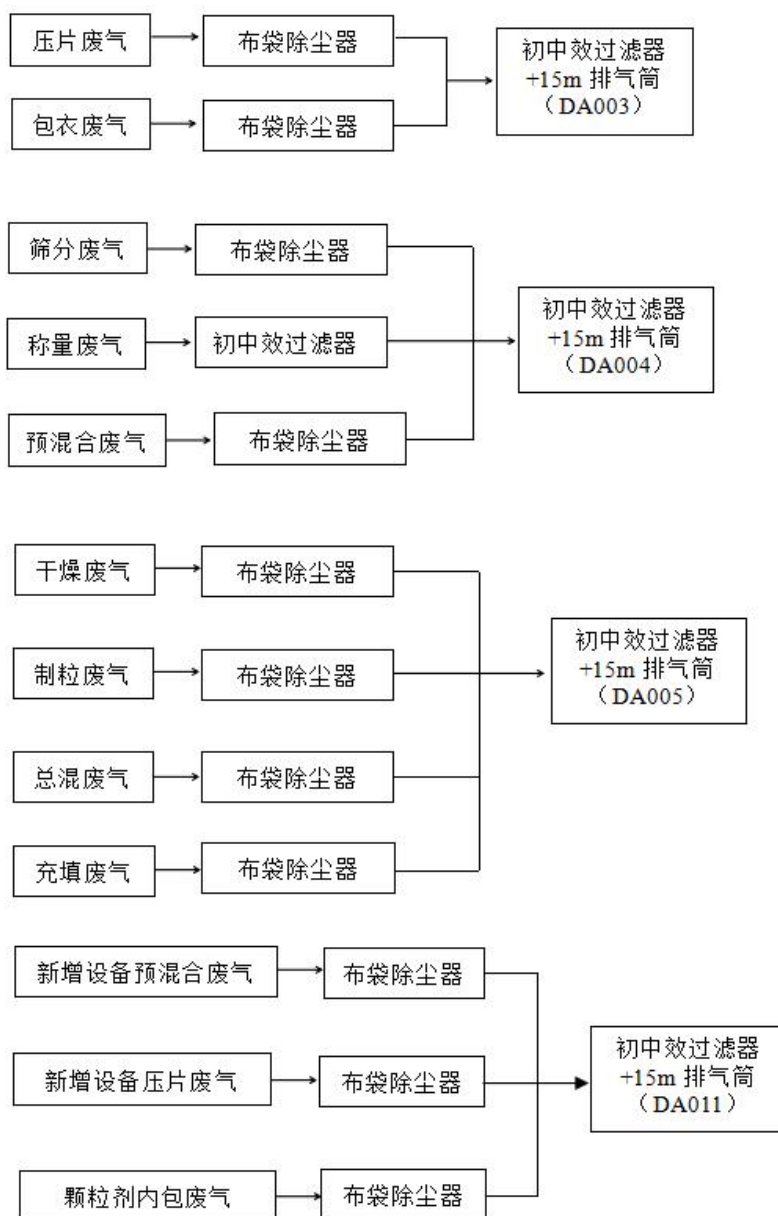 压片废气
布袋除尘器
包衣废气
布袋除尘器
初中效过滤器
+15m 排气筒
（DA003）
筛分废气
布袋除尘器
称量废气
初中效过滤器
预混合废气
布袋除尘器
初中效过滤器
+15m 排气筒
（DA004）
干燥废气
布袋除尘器
制粒废气
布袋除尘器
总混废气
布袋除尘器
充填废气
布袋除尘器
初中效过滤器
+15m 排气筒
（DA005）
新增设备预混合废气
布袋除尘器
新增设备压片废气
布袋除尘器
颗粒剂内包废气
布袋除尘器
初中效过滤器
+15m 排气筒
（DA011）